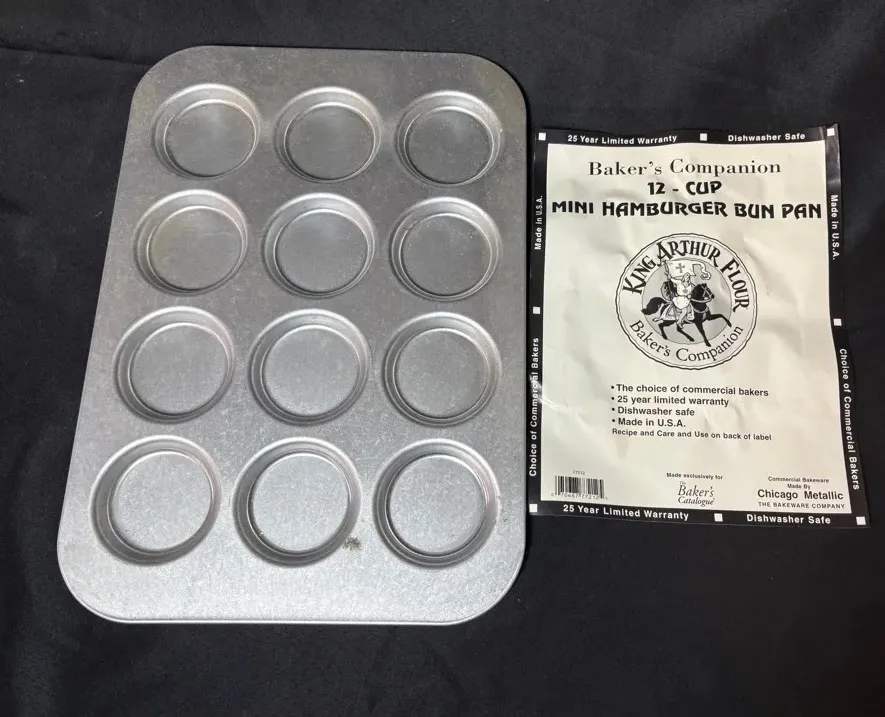 25 Year Limited Warranty Dishwasher Safe
Baker's Companion
12 - CUP
MINI HAMBURGER BUN PAN
Made in U.S.A.
Made in U.S.A.
KING ARTHUR FLOUR
Baker's Companion
• The choice of commercial bakers
• 25 year limited warranty
• Dishwasher safe
• Made in U.S.A.
Recipe and Care and Use on back of label
Choice of Commercial Bakers
Choice of Commercial Bakers
77212
Made exclusively for
The
Baker's
Catalogue
Commercial Bakeware
Made By
Chicago Metallic
THE BAKEWARE COMPANY
25 Year Limited Warranty Dishwasher Safe